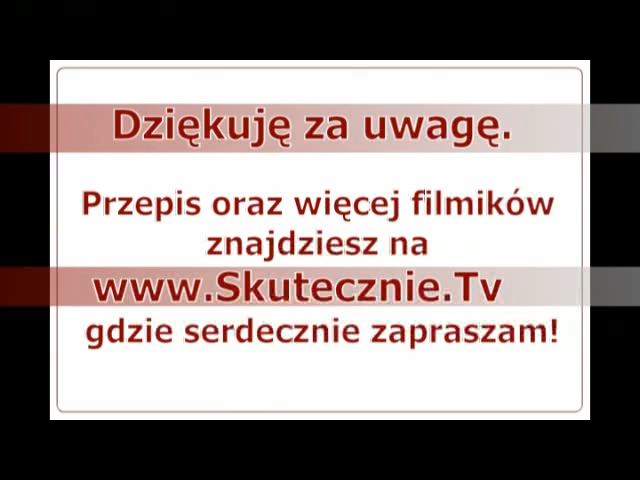 Dziękuję za uwagę.
Przepis oraz więcej filmików
znajdziesz na
www.Skutecznie.Tv
gdzie serdecznie zapraszam!